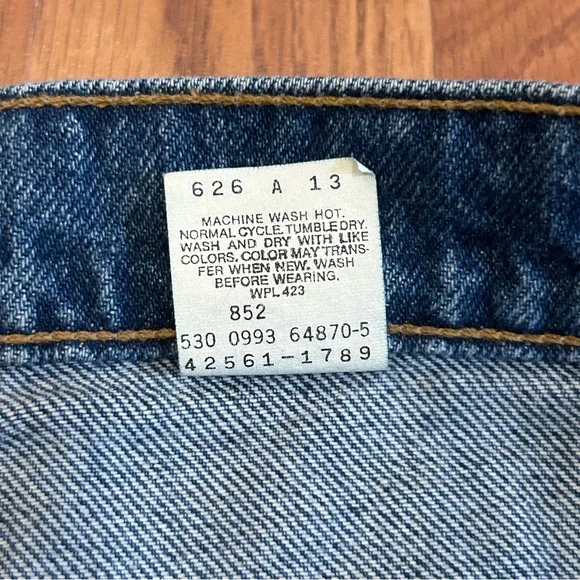 626 A 13
MACHINE WASH HOT.
NORMAL CYCLE. TUMBLE DRY.
WASH AND DRY WITH LIKE
COLORS. COLOR MAY TRANS-
FER WHEN NEW. WASH
BEFORE WEARING.
WPL 423
852
530 0993 64870-5
42561-1789